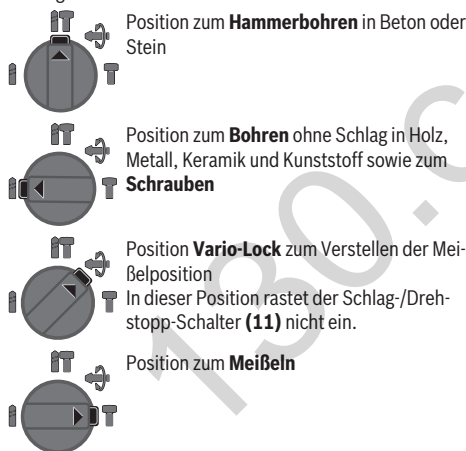 Position zum Hammerbohren in Beton oder
Stein
Position zum Bohren ohne Schlag in Holz,
Metall, Keramik und Kunststoff sowie zum
Schrauben
Position Vario-Lock zum Verstellen der Mei-
ßelposition
In dieser Position rastet der Schlag-/Dreh-
stopp-Schalter (11) nicht ein.
Position zum Meißeln
130.